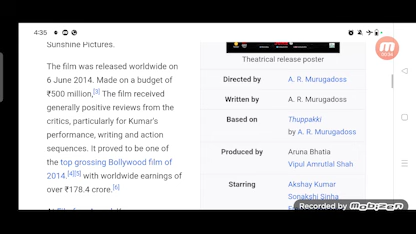 4:35
Sunshine Pictures.
The film was released worldwide on
6 June 2014. Made on a budget of
₹500 million,[3] The film received
generally positive reviews from the
critics, particularly for Kumar's
performance, writing and action
sequences. It proved to be one of
the top grossing Bollywood film of
2014.[4][5] with worldwide earnings of
over ₹178.4 crore.[6]
Theatrical release poster
Directed by A. R. Murugadoss
Written by A. R. Murugadoss
Based on Thuppakki
by A. R. Murugadoss
Produced by Aruna Bhatia
Vipul Amrutlal Shah
Starring Akshay Kumar
Sonakshi Sinha
Recorded by Mobizen